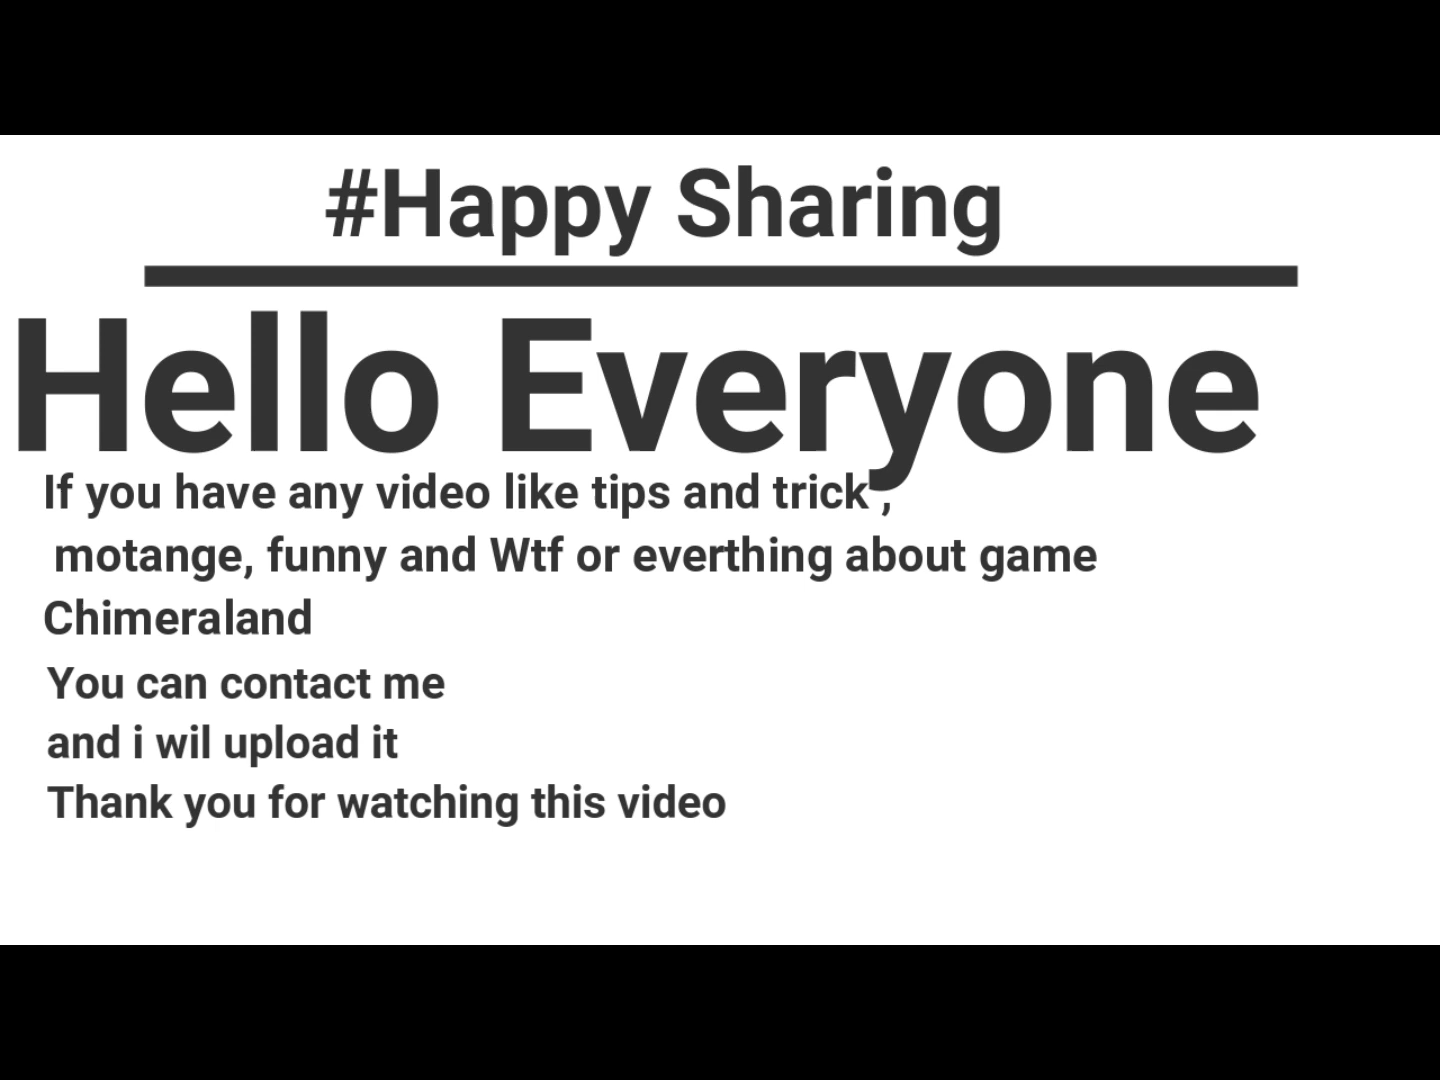 #Happy Sharing
Hello Everyone
If you have any video like tips and trick ,
motange, funny and Wtf or everthing about game
Chimeraland
You can contact me
and i wil upload it
Thank you for watching this video